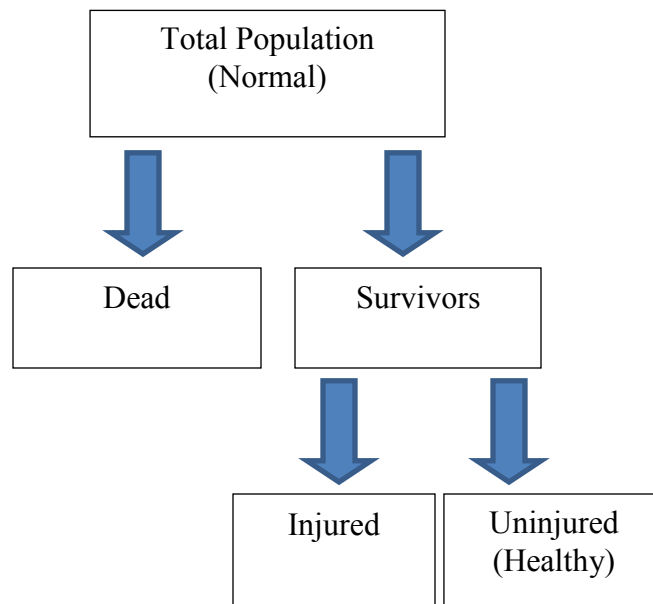 Total Population
(Normal)
Dead
Survivors
Injured
Uninjured
(Healthy)